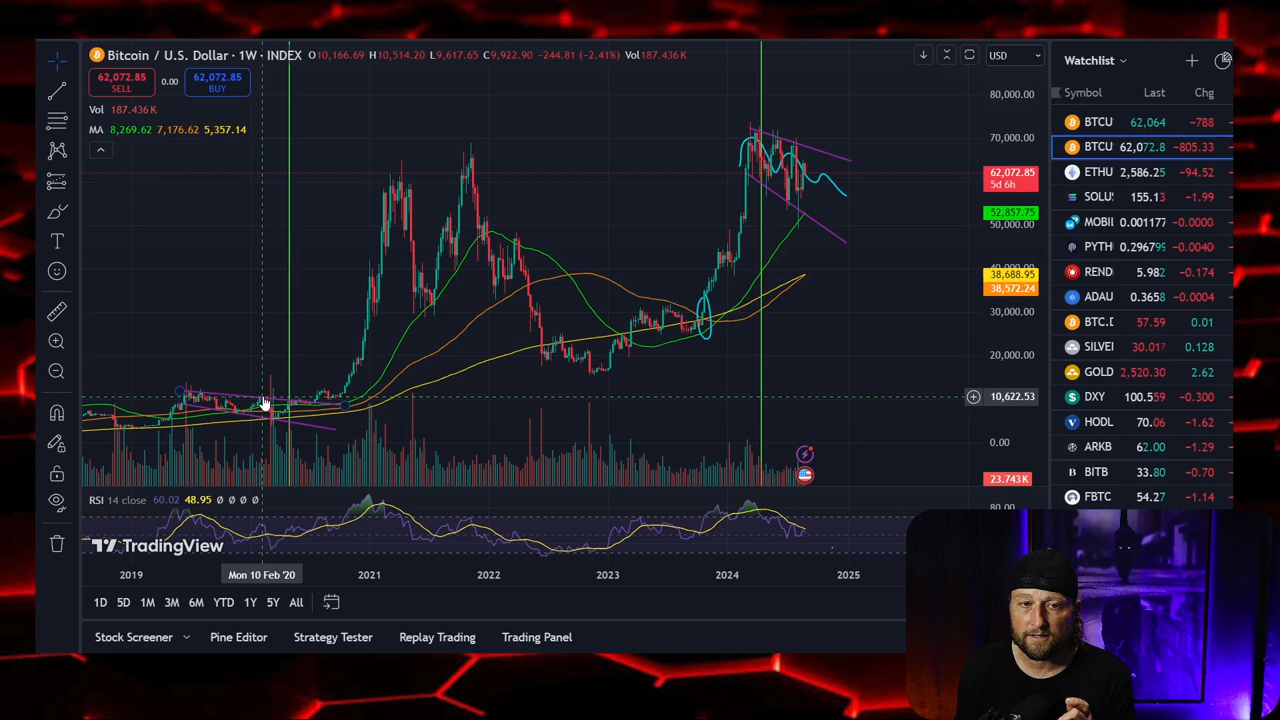 Bitcoin / U.S. Dollar · 1W · INDEX O10,166.69 H10,514.20 L9,617.65 C9,922.90 -244.81 (-2.41%) Vol187.436K
62,072.85 SELL 0.00 62,072.85 BUY
Vol 187.436K
MA 8,269.62 7,176.62 5,357.14
USD
80,000.00
70,000.00
62,072.85
5d 6h
52,857.75
40,000.00
38,688.95
38,572.24
30,000.00
20,000.00
10,622.53
0.00
23.743K
RSI 14 close 60.02 48.95 Ø Ø Ø Ø
80.00
TradingView
2019 Mon 10 Feb '20 2021 2022 2023 2024 2025
1D 5D 1M 3M 6M YTD 1Y 5Y All
Stock Screener Pine Editor Strategy Tester Replay Trading Trading Panel
Watchlist
Symbol Last Chg
BTCU 62,064 -788
BTCU 62,072.8 -805.33
ETHU 2,586.25 -94.52
SOLU 155.13 -1.99
MOBIL 0.001177 -0.0000
PYTH 0.296795 -0.0040
REND 5.982 -0.174
ADAU 0.3658 -0.0004
BTC.D 57.59 0.01
SILVE 30.017 0.128
GOLD 2,520.30 2.62
DXY 100.559 -0.300
HODL 70.06 -1.62
ARKB 62.00 -1.29
BITB 33.80 -0.70
FBTC 54.27 -1.14